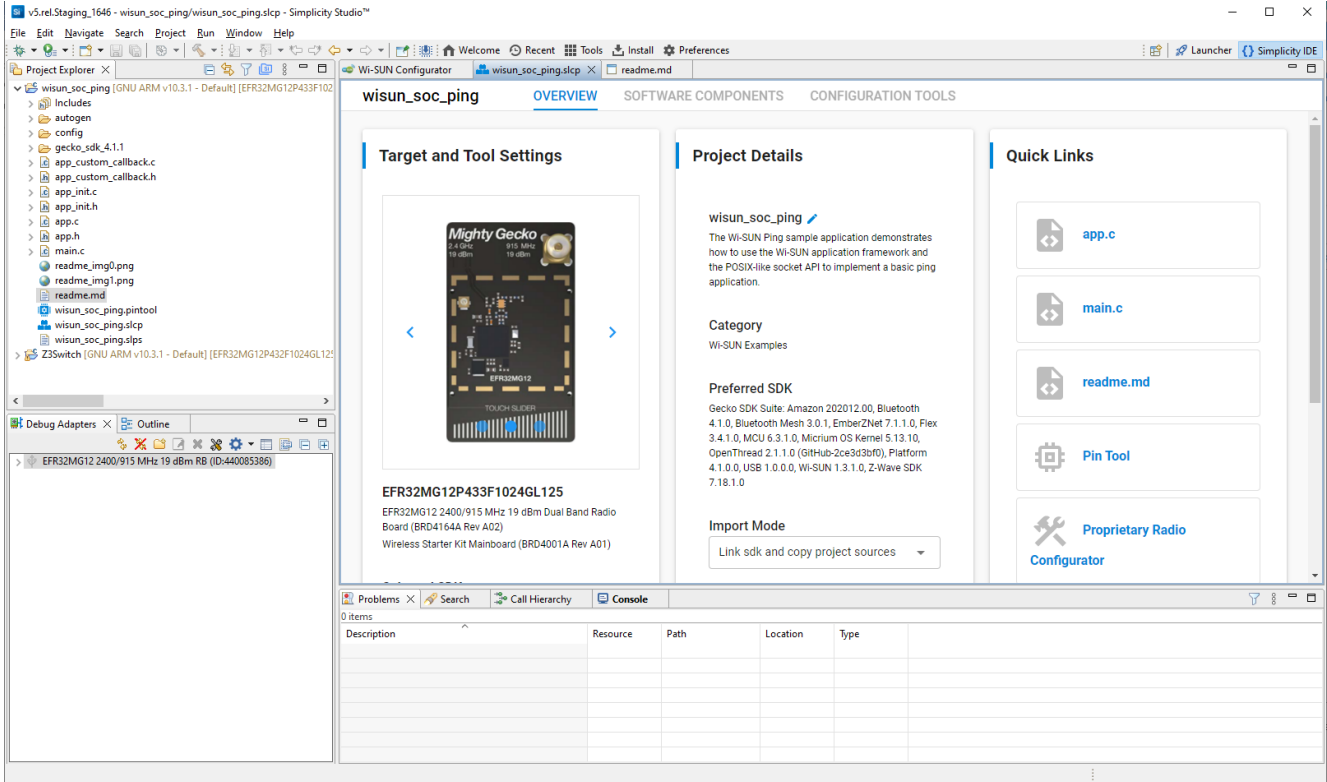 v5.rel.Staging_1646 - wisun_soc_ping/wisun_soc_ping.slcp - Simplicity Studio™
File Edit Navigate Search Project Run Window Help
Welcome Recent Tools Install Preferences Launcher Simplicity IDE
Project Explorer
wisun_soc_ping [GNU ARM v10.3.1 - Default] [EFR32MG12P433F102
Includes
autogen
config
gecko_sdk_4.1.1
app_custom_callback.c
app_custom_callback.h
app_init.c
app_init.h
app.c
app.h
main.c
readme_img0.png
readme_img1.png
readme.md
wisun_soc_ping.pintool
wisun_soc_ping.slcp
wisun_soc_ping.slps
Z3Switch [GNU ARM v10.3.1 - Default] [EFR32MG12P432F1024GL125
Debug Adapters Outline
EFR32MG12 2400/915 MHz 19 dBm RB (ID:440085386)
Wi-SUN Configurator wisun_soc_ping.slcp readme.md
wisun_soc_ping OVERVIEW SOFTWARE COMPONENTS CONFIGURATION TOOLS
Target and Tool Settings
Mighty Gecko
2.4 GHz 915 MHz
19 dBm 19 dBm
EFR32MG12
TOUCH SLIDER
EFR32MG12P433F1024GL125
EFR32MG12 2400/915 MHz 19 dBm Dual Band Radio
Board (BRD4164A Rev A02)
Wireless Starter Kit Mainboard (BRD4001A Rev A01)
Project Details
wisun_soc_ping
The Wi-SUN Ping sample application demonstrates
how to use the Wi-SUN application framework and
the POSIX-like socket API to implement a basic ping
application.
Category
Wi-SUN Examples
Preferred SDK
Gecko SDK Suite: Amazon 202012.00, Bluetooth
4.1.0, Bluetooth Mesh 3.0.1, EmberZNet 7.1.1.0, Flex
3.4.1.0, MCU 6.3.1.0, Micrium OS Kernel 5.13.10,
OpenThread 2.1.1.0 (GitHub-2ce3d3bf0), Platform
4.1.0.0, USB 1.0.0.0, Wi-SUN 1.3.1.0, Z-Wave SDK
7.18.1.0
Import Mode
Link sdk and copy project sources
Quick Links
app.c
main.c
readme.md
Pin Tool
Proprietary Radio
Configurator
Problems Search Call Hierarchy Console
0 items
Description Resource Path Location Type